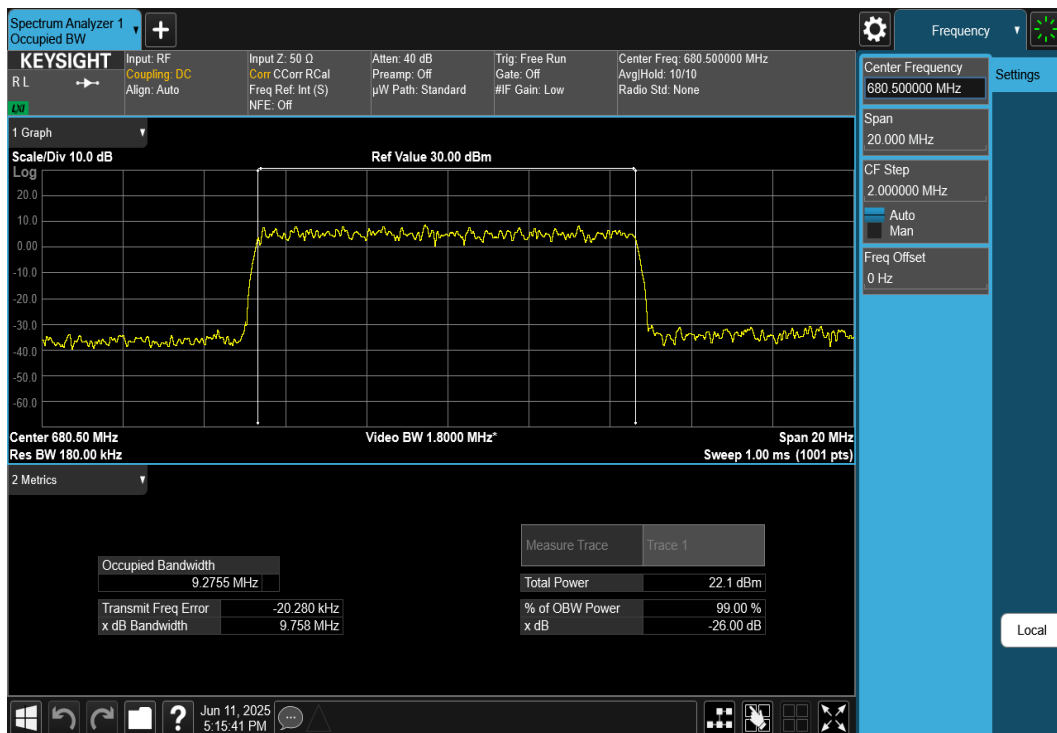 Spectrum Analyzer 1
Occupied BW
Frequency
KEYSIGHT
R L
LXI
Input: RF
Coupling: DC
Align: Auto
Input Z: 50 Ω
Corr CCorr RCal
Freq Ref: Int (S)
NFE: Off
Atten: 40 dB
Preamp: Off
µW Path: Standard
Trig: Free Run
Gate: Off
#IF Gain: Low
Center Freq: 680.500000 MHz
Avg|Hold: 10/10
Radio Std: None
Center Frequency
680.500000 MHz
Settings
Span
20.000 MHz
CF Step
2.000000 MHz
Auto
Man
Freq Offset
0 Hz
Local
1 Graph
Scale/Div 10.0 dB
Ref Value 30.00 dBm
Log
20.0
10.0
0.00
-10.0
-20.0
-30.0
-40.0
-50.0
-60.0
Center 680.50 MHz
Video BW 1.8000 MHz*
Span 20 MHz
Res BW 180.00 kHz
Sweep 1.00 ms (1001 pts)
2 Metrics
Measure Trace
Trace 1
Occupied Bandwidth
9.2755 MHz
Total Power
22.1 dBm
Transmit Freq Error
-20.280 kHz
% of OBW Power
99.00 %
x dB Bandwidth
9.758 MHz
x dB
-26.00 dB
Jun 11, 2025
5:15:41 PM